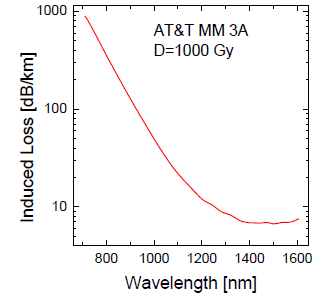 1000
AT&T MM 3A
D=1000 Gy
100
10
Induced Loss [dB/km]
800 1000 1200 1400 1600
Wavelength [nm]